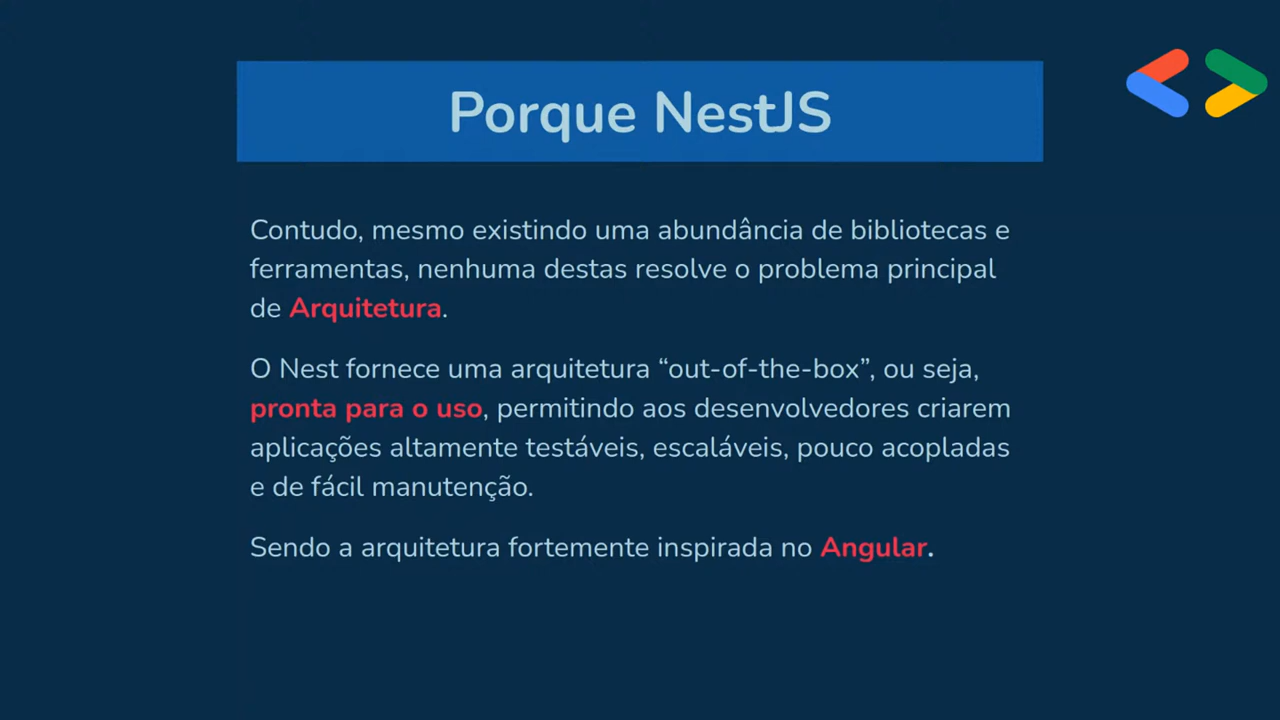 Porque NestJS
Contudo, mesmo existindo uma abundância de bibliotecas e
ferramentas, nenhuma destas resolve o problema principal
de Arquitetura.
O Nest fornece uma arquitetura “out-of-the-box”, ou seja,
pronta para o uso, permitindo aos desenvolvedores criarem
aplicações altamente testáveis, escaláveis, pouco acopladas
e de fácil manutenção.
Sendo a arquitetura fortemente inspirada no Angular.